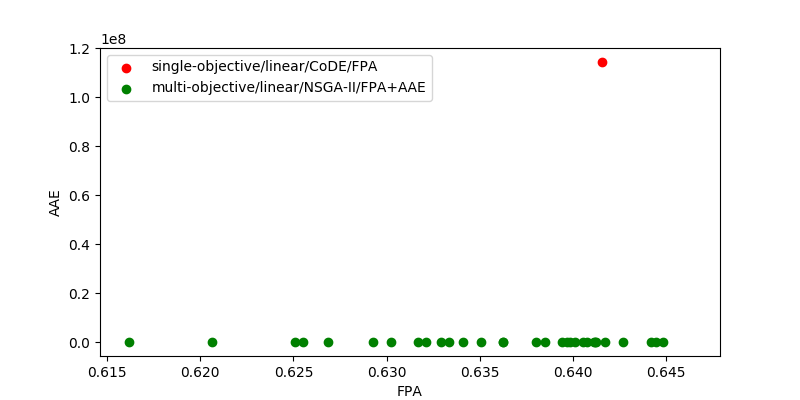 1e8
single-objective/linear/CoDE/FPA
multi-objective/linear/NSGA-II/FPA+AAE
1.2
1.0
0.8
0.6
0.4
0.2
0.0
AAE
0.615 0.620 0.625 0.630 0.635 0.640 0.645
FPA